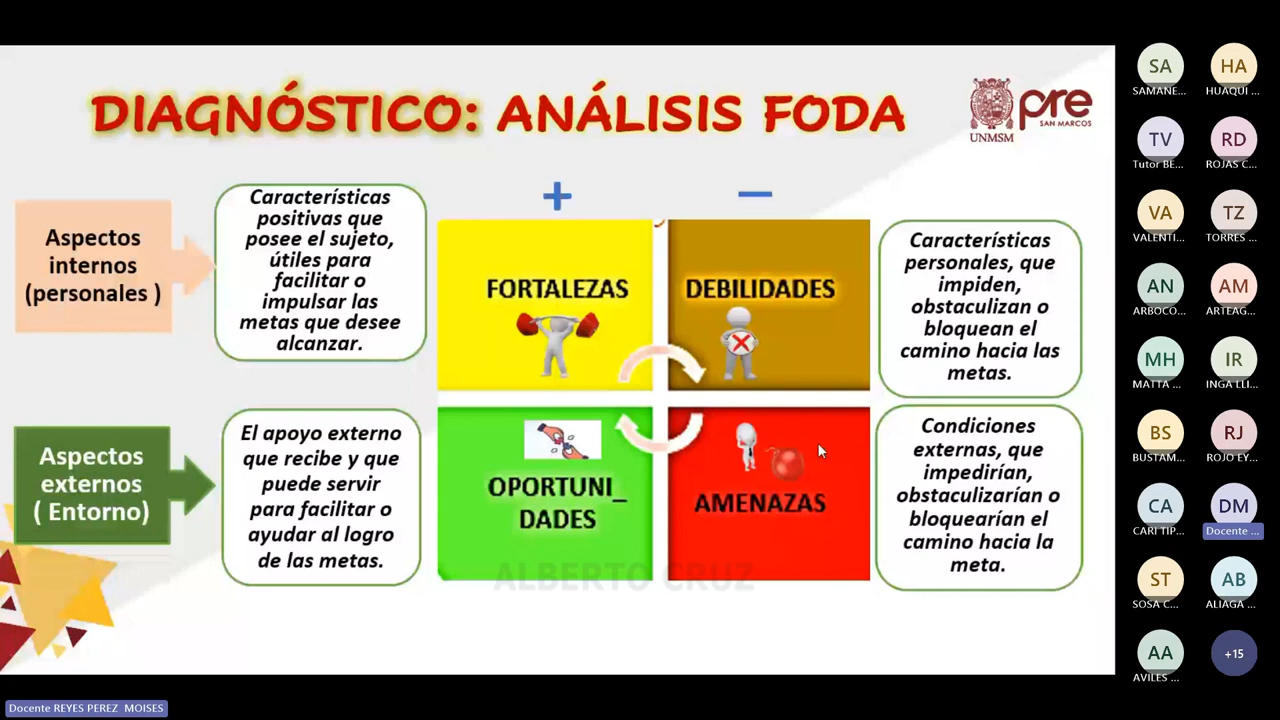 DIAGNÓSTICO: ANÁLISIS FODA
UNMSM
pre
SAN MARCOS
Aspectos
internos
(personales )
Características
positivas que
posee el sujeto,
útiles para
facilitar o
impulsar las
metas que desee
alcanzar.
+
−
FORTALEZAS
DEBILIDADES
Características
personales, que
impiden,
obstaculizan o
bloquean el
camino hacia las
metas.
Aspectos
externos
( Entorno)
El apoyo externo
que recibe y que
puede servir
para facilitar o
ayudar al logro
de las metas.
OPORTUNI_
DADES
AMENAZAS
Condiciones
externas, que
impedirían,
obstaculizarían o
bloquearían el
camino hacia la
meta.
ALBERTO CRUZ
SA
SAMANE...
HA
HUAQUI ...
TV
Tutor BE...
RD
ROJAS C...
VA
VALENTI...
TZ
TORRES ...
AN
ARBOCO...
AM
ARTEAG...
MH
MATTA ...
IR
INGA LLI...
BS
BUSTAM...
RJ
ROJO EY...
CA
CARI TIP...
DM
Docente ...
ST
SOSA C...
AB
ALIAGA ...
AA
AVILES ...
+15
Docente REYES PEREZ MOISES